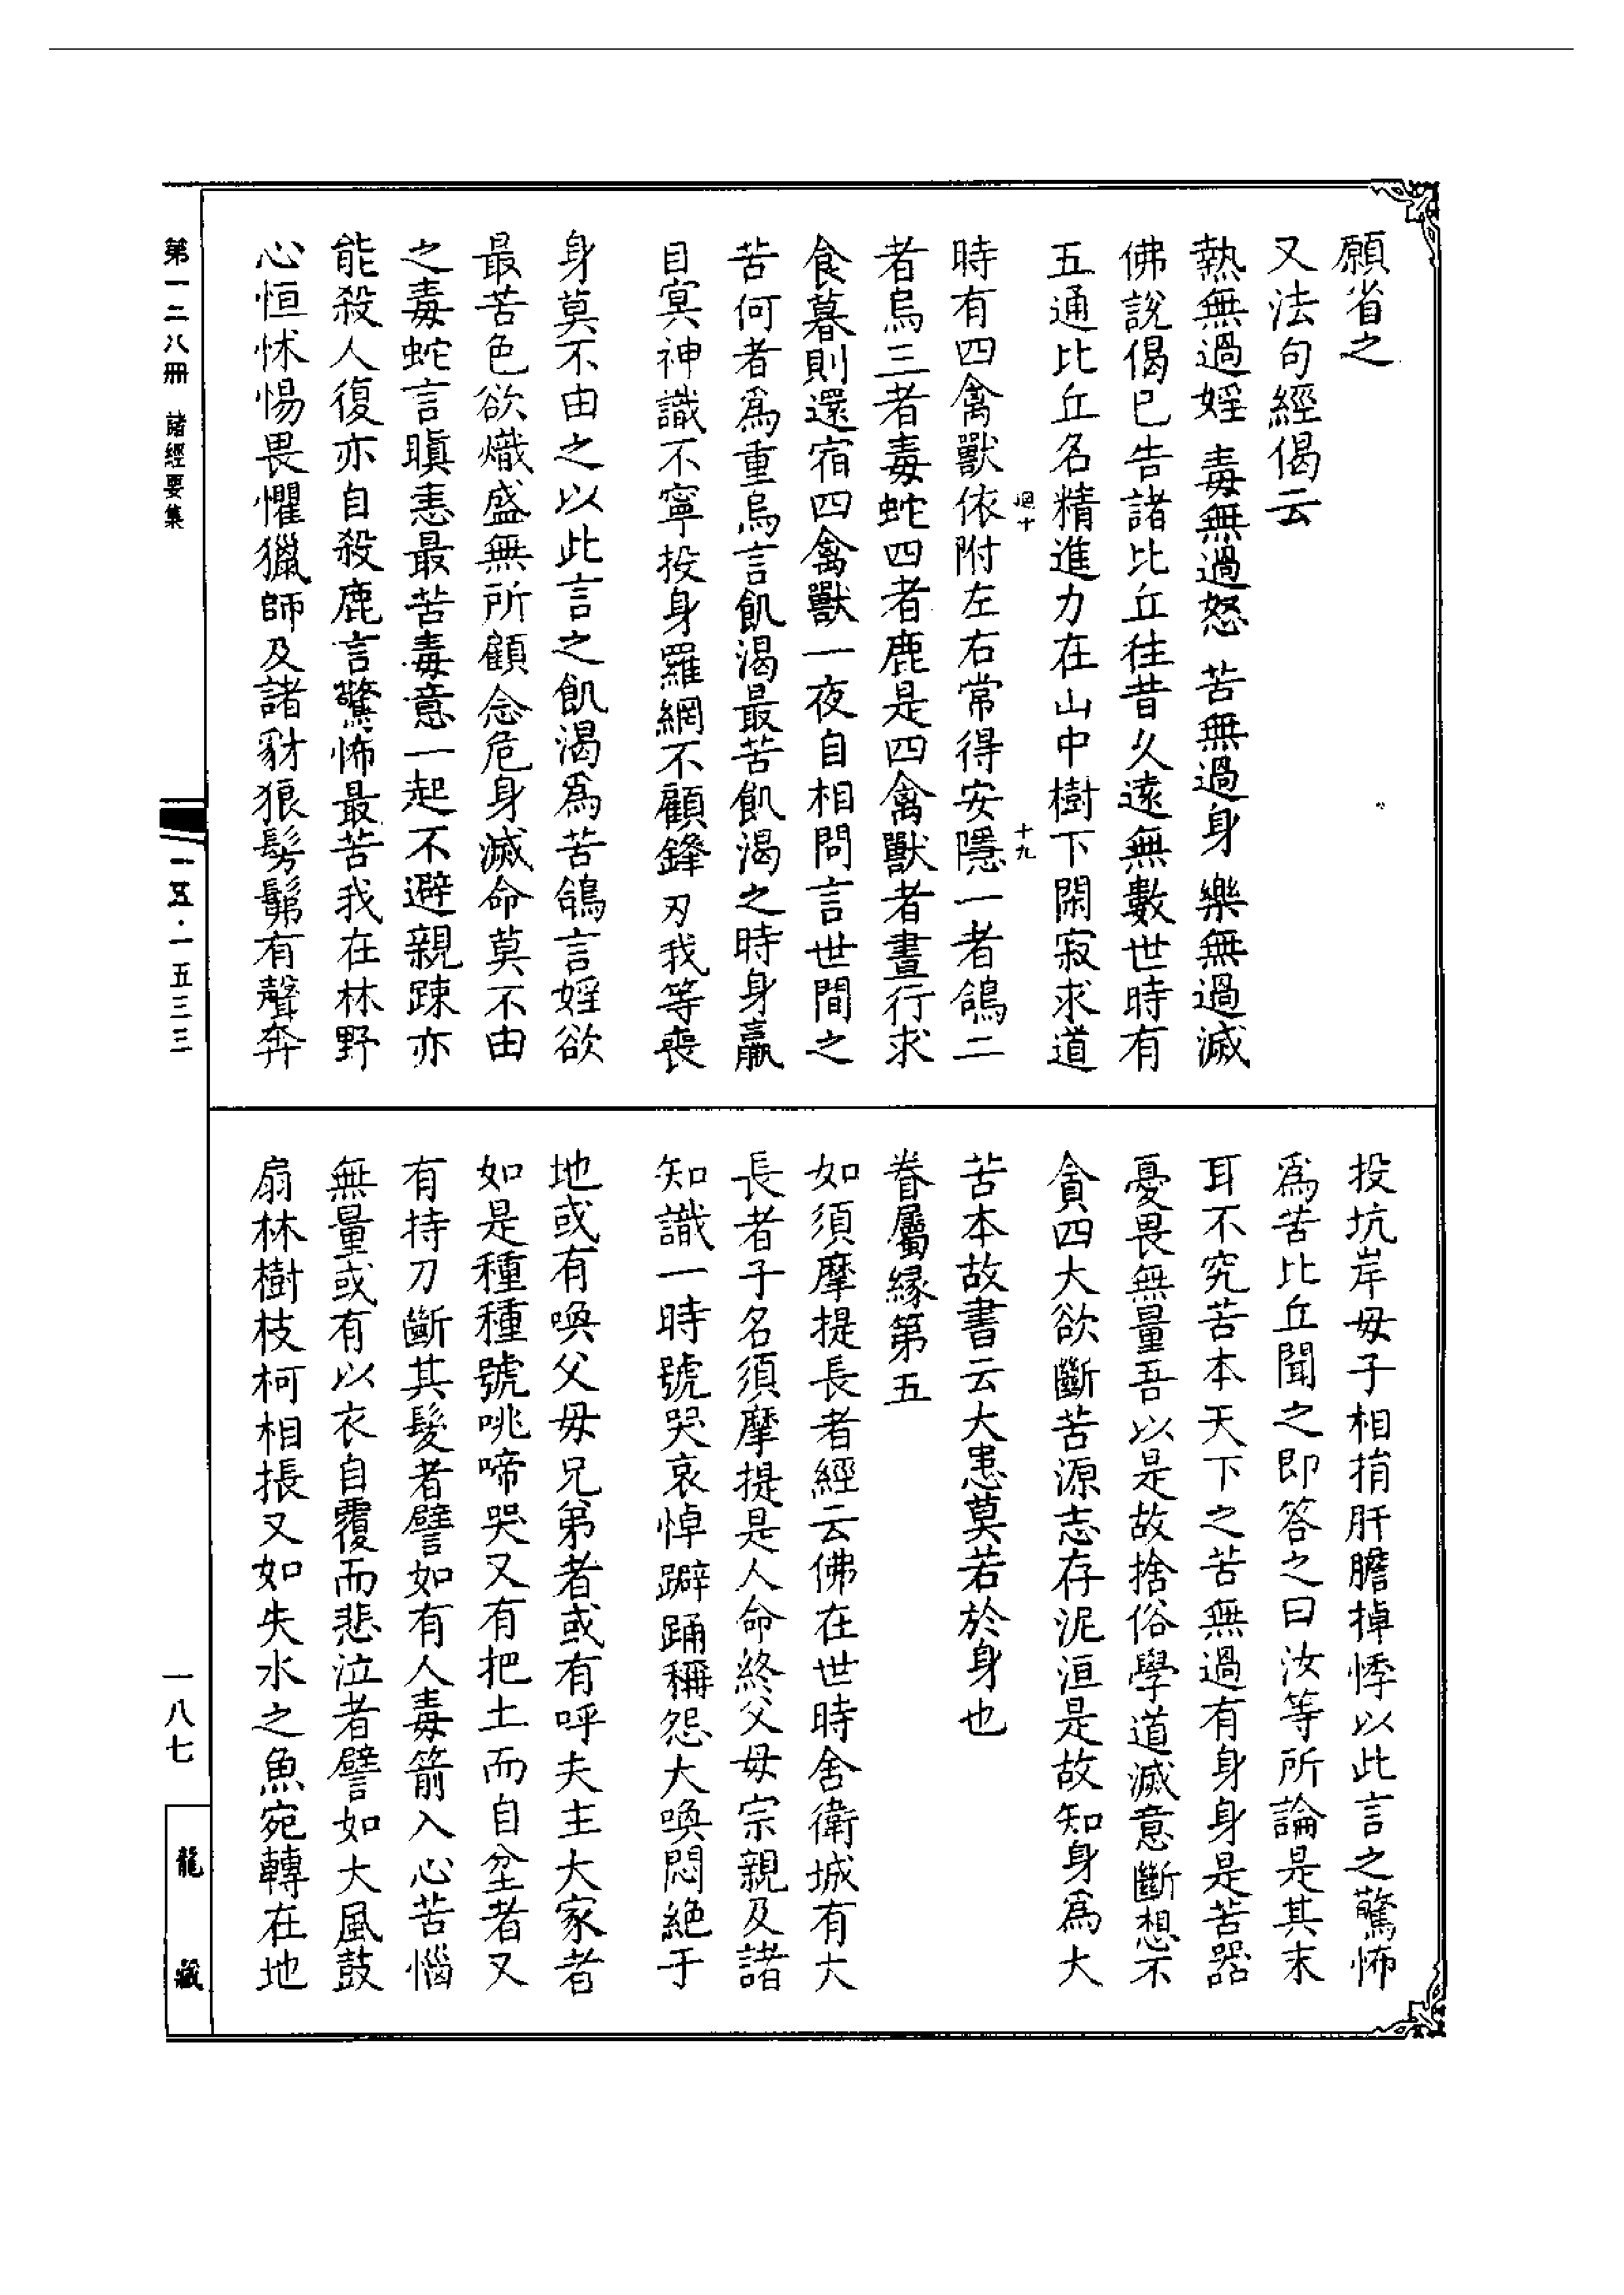 願省之
又法句經偈云
熱無過婬　毒無過怒　苦無過身　樂無過滅
佛說偈已告諸比丘往昔久遠無數世時有
五通比丘名精進力在山中樹下閑寂求道
時有四禽獸依附左右常得安隱一者鴿二
者烏三者毒蛇四者鹿是四禽獸者晝行求
食暮則還宿四禽獸一夜自相問言世間之
苦何者爲重烏言飢渴最苦飢渴之時身羸
目冥神識不寧投身羅網不顧鋒刃我等喪
身莫不由之以此言之飢渴爲苦鴿言婬欲
最苦色欲熾盛無所顧念危身滅命莫不由
之毒蛇言瞋恚最苦毒意一起不避親踈亦
能殺人復亦自殺鹿言驚怖最苦我在林野
心恒怵惕畏懼獵師及諸豺狼髣髴有聲奔
投坑岸母子相捐肝膽掉悸以此言之驚怖
爲苦比丘聞之即答之曰汝等所論是其末
耳不究苦本天下之苦無過有身身是苦器
憂畏無量吾以是故捨俗學道滅意斷想不
貪四大欲斷苦源志存泥洹是故知身爲大
苦本故書云大患莫若於身也
眷屬緣第五
如須摩提長者經云佛在世時舍衛城有大
長者子名須摩提是人命終父母宗親及諸
知識一時號哭哀悼躃踊稱怨大喚悶絕于
地或有喚父母兄弟者或有呼夫主大家者
如是種種號咷啼哭又有把土而自坌者又
有持刀斷其髮者譬如有人毒箭入心苦惱
無量或有以衣自覆而悲泣者譬如大風鼓
扇林樹枝柯相振又如失水之魚宛轉在地
迴十
十九
第一二八冊　諸經要集
一五·一五三三
一八七
龍藏